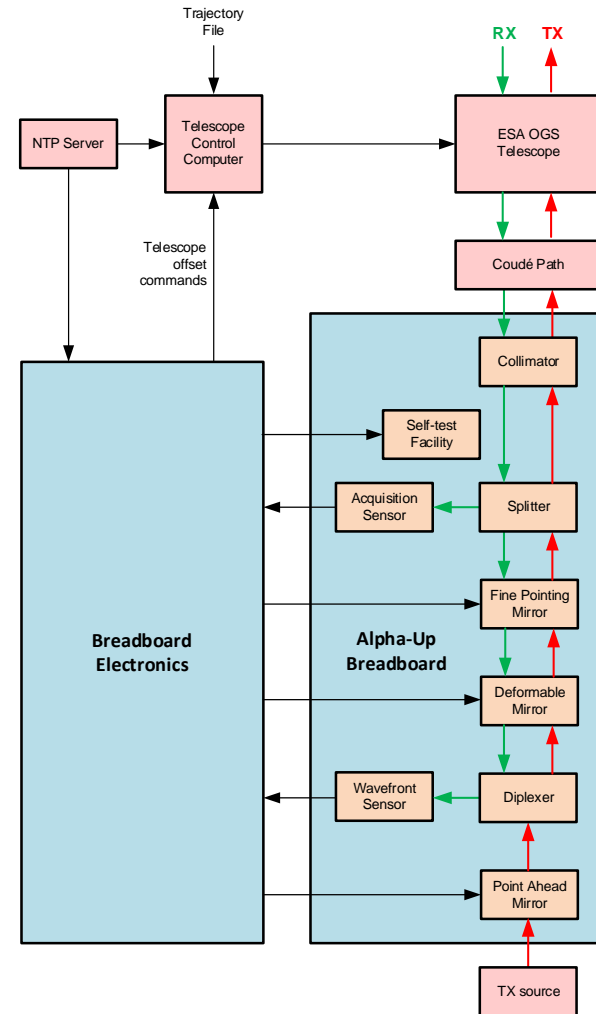 Trajectory
File
RX TX
NTP Server
Telescope
Control
Computer
ESA OGS
Telescope
Telescope
offset
commands
Coudé Path
Collimator
Self-test
Facility
Acquisition
Sensor
Splitter
Fine Pointing
Mirror
Breadboard
Electronics
Alpha-Up
Breadboard
Deformable
Mirror
Wavefront
Sensor
Diplexer
Point Ahead
Mirror
TX source